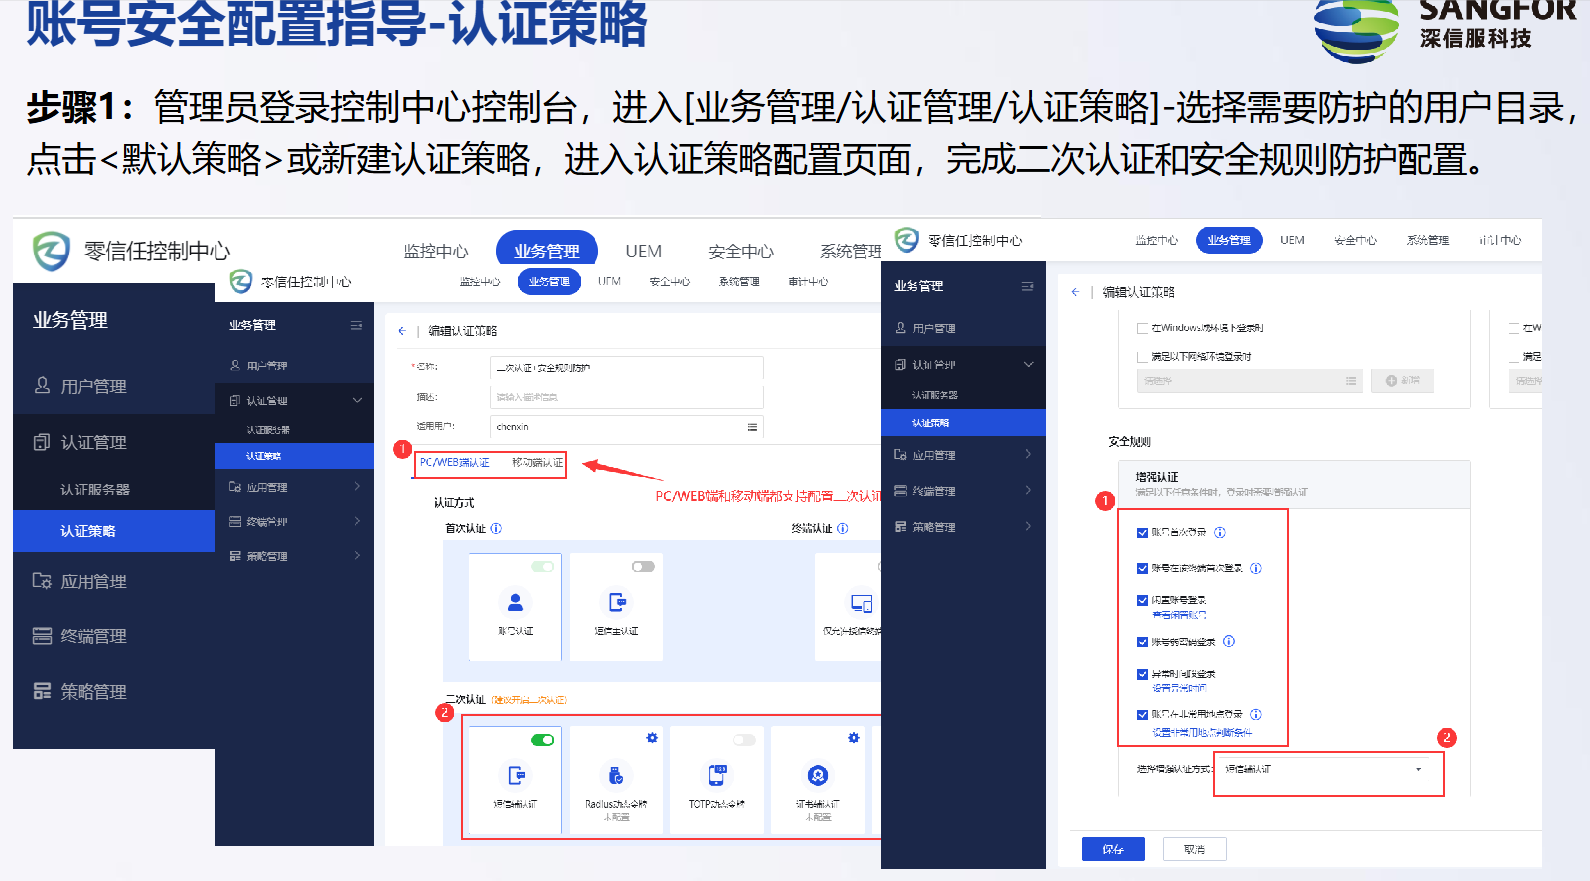 账号安全配置指导-认证策略
SANGFOR
深信服科技
步骤1：管理员登录控制中心控制台，进入[业务管理/认证管理/认证策略]-选择需要防护的用户目录，
点击<默认策略>或新建认证策略，进入认证策略配置页面，完成二次认证和安全规则防护配置。
零信任控制中心
监控中心 业务管理 UEM 安全中心 系统管理
业务管理
用户管理
认证管理
认证服务器
认证策略
应用管理
终端管理
策略管理
零信任控制中心
监控中心 业务管理 UEM 安全中心 系统管理 审计中心
业务管理
用户管理
认证管理
认证服务器
认证策略
应用管理
终端管理
策略管理
编辑认证策略
*名称： 二次认证+安全规则防护
描述： 请输入描述信息
适用用户： chenxin
1
PC/WEB端认证 移动端认证
PC/WEB端和移动端都支持配置二次认证
认证方式
首次认证 终端认证
账号认证
短信主认证
仅允许授信终端
二次认证 (建议开启二次认证)
2
短信辅认证
Radius动态令牌
未配置
TOTP动态令牌
证书辅认证
未配置
零信任控制中心
监控中心 业务管理 UEM 安全中心 系统管理 审计中心
业务管理
用户管理
认证管理
认证服务器
认证策略
应用管理
终端管理
策略管理
编辑认证策略
在Windows域环境下登录时
满足以下网络环境登录时
请选择
新增
在W
满足
请选择
安全规则
增强认证
满足以下任意条件时，登录时需要增强认证
1
账号首次登录
账号在该终端首次登录
闲置账号登录
查看闲置账号
账号弱密码登录
异常时间段登录
设置异常时间
账号在非常用地点登录
设置非常用地点判断条件
2
选择增强认证方式： 短信辅认证
保存 取消